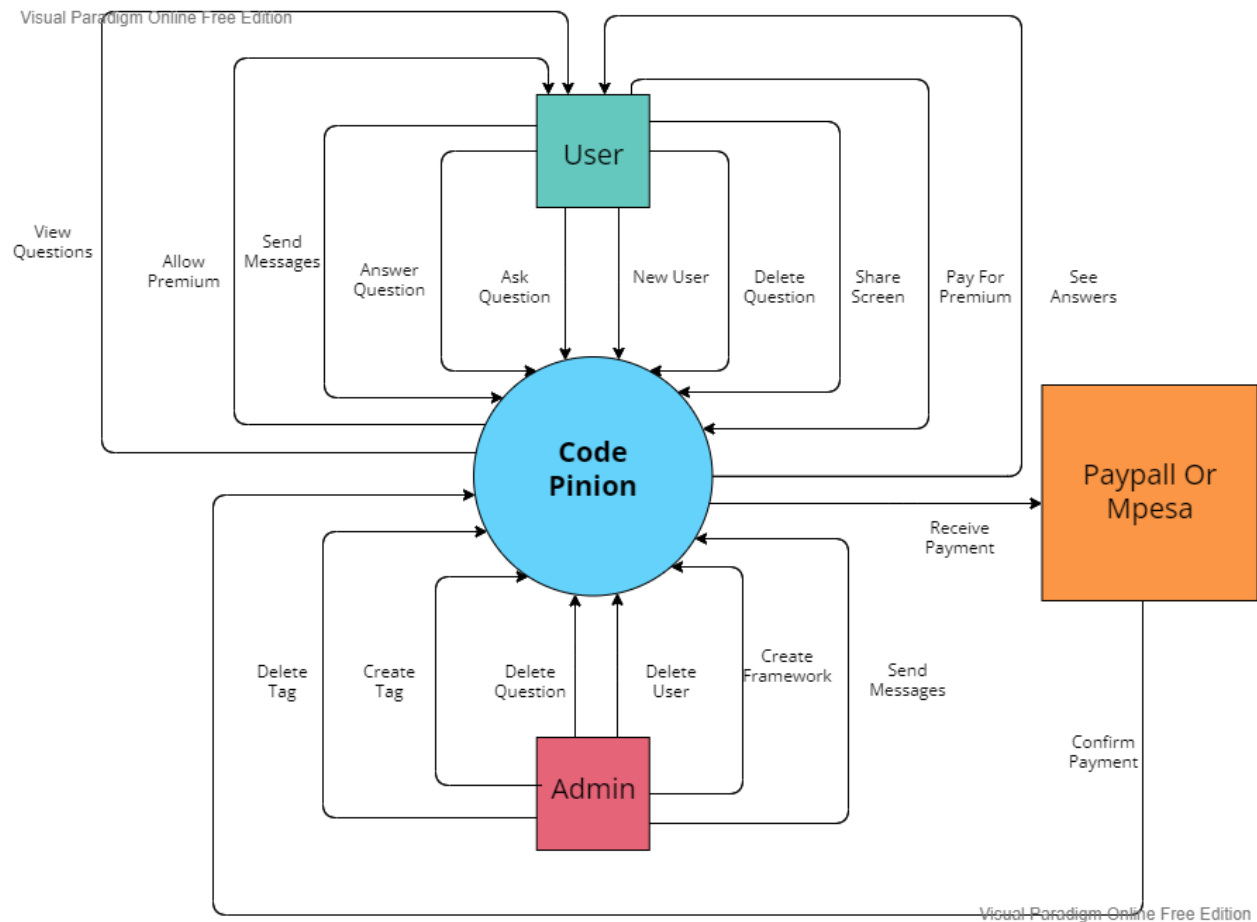 Visual Paradigm Online Free Edition
User
View
Questions
Allow
Premium
Send
Messages
Answer
Question
Ask
Question
New User
Delete
Question
Share
Screen
Pay For
Premium
See
Answers
Code
Pinion
Paypall Or
Mpesa
Receive
Payment
Delete
Tag
Create
Tag
Delete
Question
Delete
User
Create
Framework
Send
Messages
Admin
Confirm
Payment
Visual Paradigm Online Free Edition